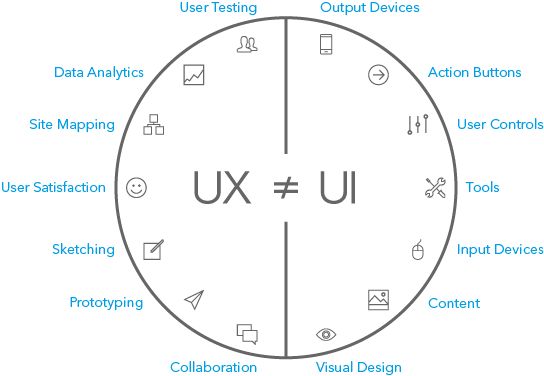 User Testing
Output Devices
Data Analytics
Action Buttons
Site Mapping
User Controls
User Satisfaction
UX ≠ UI
Tools
Sketching
Input Devices
Prototyping
Content
Collaboration
Visual Design